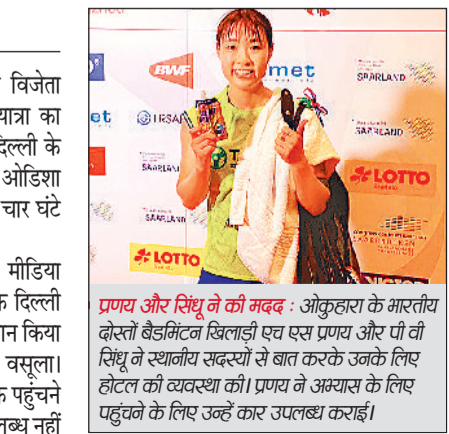 विजेता
यात्रा का
दिल्ली के
ओडिशा
चार घंटे
मीडिया
दिल्ली
किया
वसूला।
पहुंचने
नहीं
BWF
met
SAARLAND
et
SAARLAND
LOTTO
SAARLAND
LOTTO
प्रणय और सिंधू ने की मदद : ओकुहारा के भारतीय
दोस्तों बैडमिंटन खिलाड़ी एच एस प्रणय और पी वी
सिंधू ने स्थानीय सदस्यों से बात करके उनके लिए
होटल की व्यवस्था की। प्रणय ने अभ्यास के लिए
पहुंचने के लिए उन्हें कार उपलब्ध कराई।